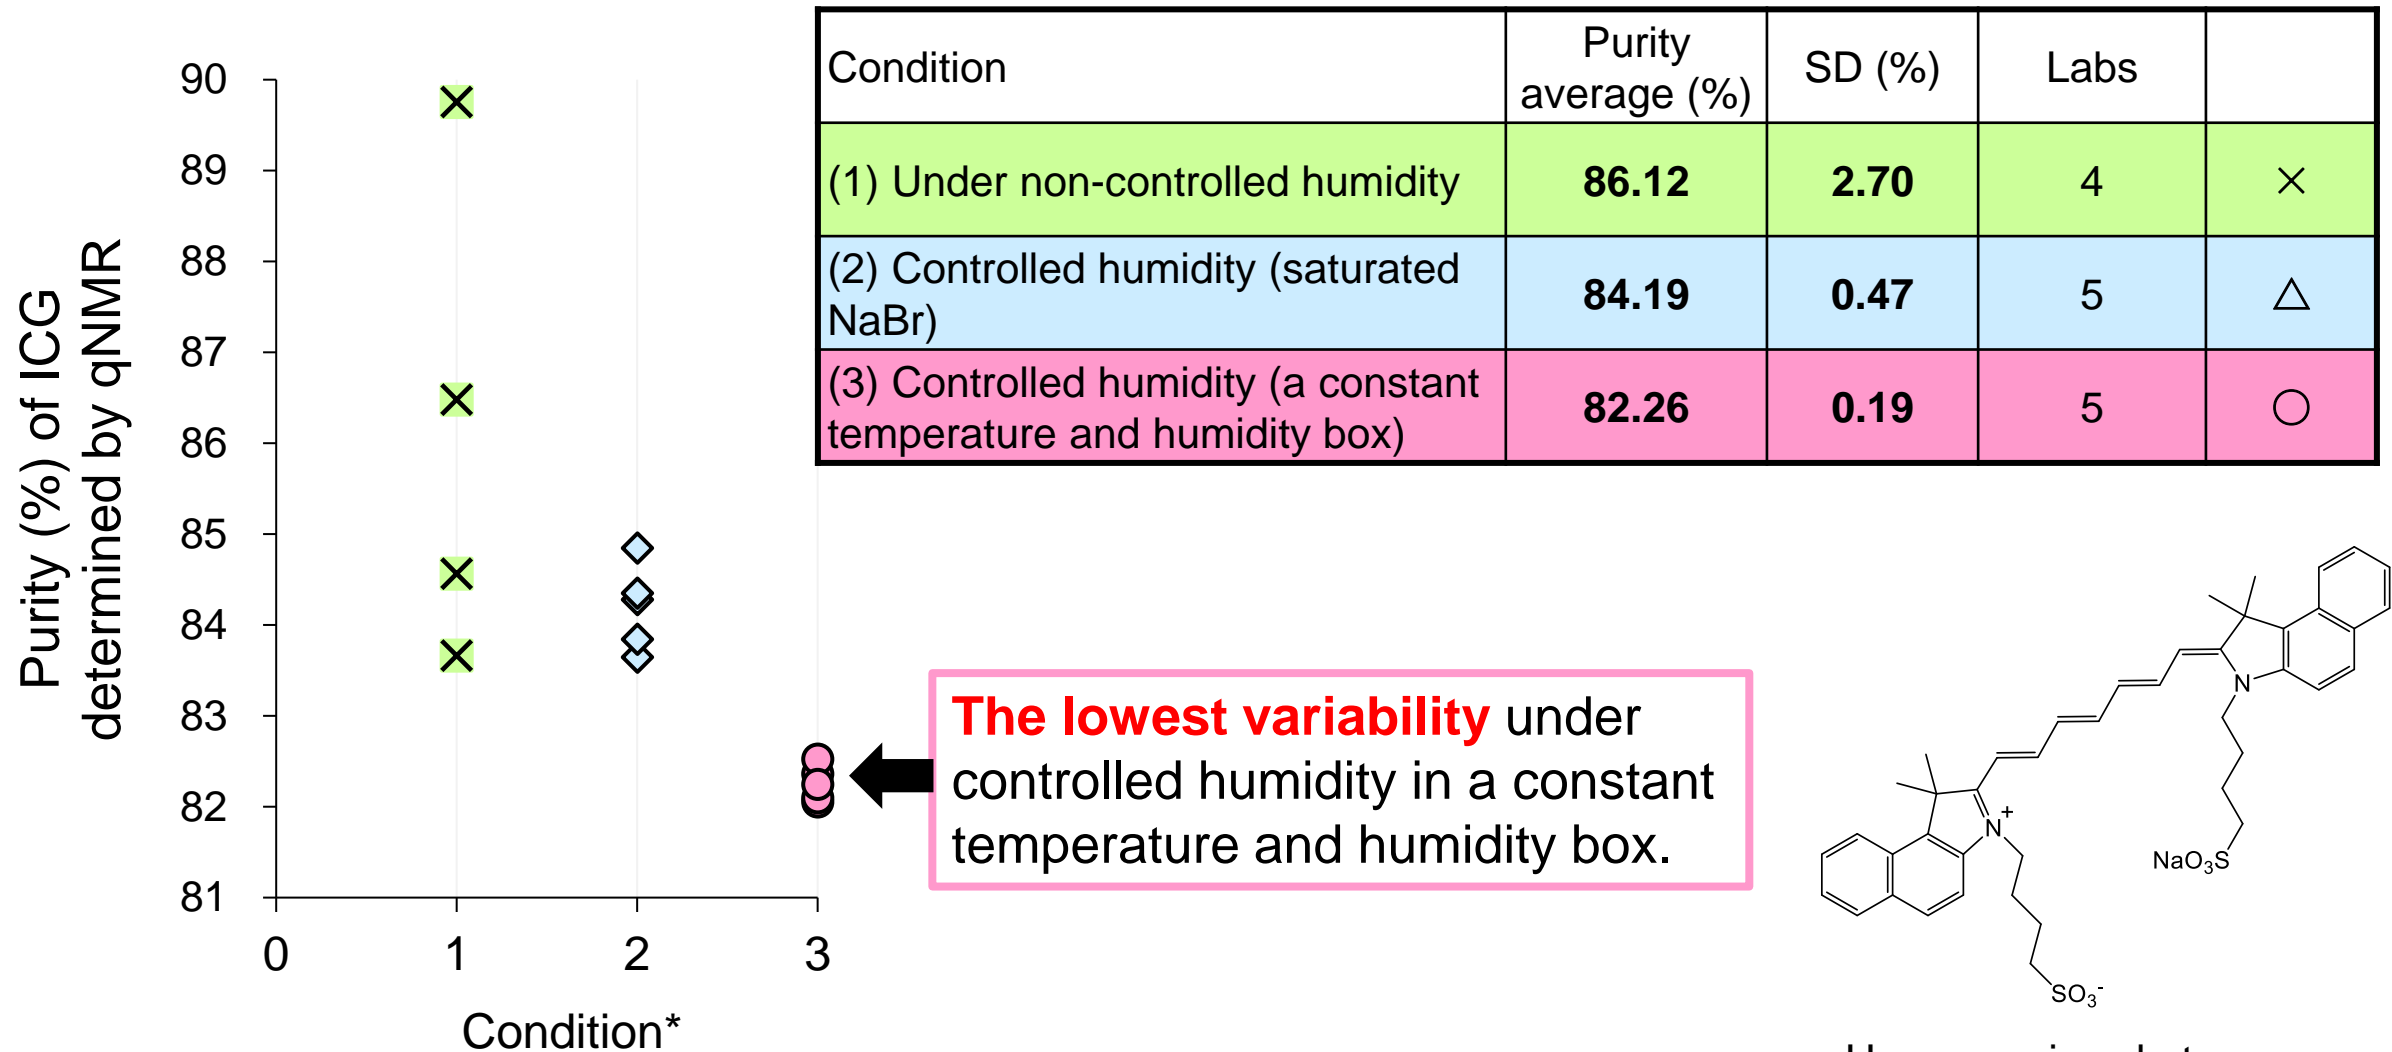 Purity (%) of ICG
determined by qNMR
90
89
88
87
86
85
84
83
82
81
0
1
2
3
Condition*
Condition
Purity
average (%)
SD (%)
Labs
(1) Under non-controlled humidity
86.12
2.70
4
×
(2) Controlled humidity (saturated
NaBr)
84.19
0.47
5
△
(3) Controlled humidity (a constant
temperature and humidity box)
82.26
0.19
5
○
The lowest variability under
controlled humidity in a constant
temperature and humidity box.
N
N+
NaO3S
SO3-